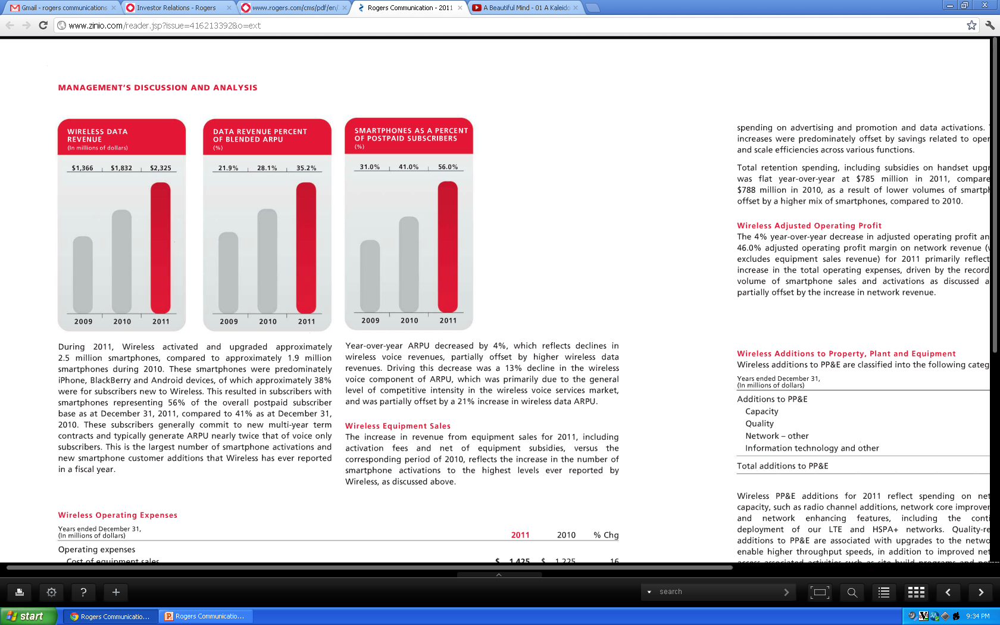 Gmail - rogers communications
Investor Relations - Rogers
www.rogers.com/cms/pdf/en/
Rogers Communication - 2011
A Beautiful Mind - 01 A Kaleido
www.zinio.com/reader.jsp?issue=416213392&o=ext
MANAGEMENT'S DISCUSSION AND ANALYSIS
WIRELESS DATA
REVENUE
(In millions of dollars)
$1,366 $1,832 $2,325
2009 2010 2011
DATA REVENUE PERCENT
OF BLENDED ARPU
(%)
21.9% 28.1% 35.2%
2009 2010 2011
SMARTPHONES AS A PERCENT
OF POSTPAID SUBSCRIBERS
(%)
31.0% 41.0% 56.0%
2009 2010 2011
During 2011, Wireless activated and upgraded approximately
2.5 million smartphones, compared to approximately 1.9 million
smartphones during 2010. These smartphones were predominately
iPhone, BlackBerry and Android devices, of which approximately 38%
were for subscribers new to Wireless. This resulted in subscribers with
smartphones representing 56% of the overall postpaid subscriber
base as at December 31, 2011, compared to 41% as at December 31,
2010. These subscribers generally commit to new multi-year term
contracts and typically generate ARPU nearly twice that of voice only
subscribers. This is the largest number of smartphone activations and
new smartphone customer additions that Wireless has ever reported
in a fiscal year.
Year-over-year ARPU decreased by 4%, which reflects declines in
wireless voice revenues, partially offset by higher wireless data
revenues. Driving this decrease was a 13% decline in the wireless
voice component of ARPU, which was primarily due to the general
level of competitive intensity in the wireless voice services market,
and was partially offset by a 21% increase in wireless data ARPU.
Wireless Equipment Sales
The increase in revenue from equipment sales for 2011, including
activation fees and net of equipment subsidies, versus the
corresponding period of 2010, reflects the increase in the number of
smartphone activations to the highest levels ever reported by
Wireless, as discussed above.
Wireless Operating Expenses
Years ended December 31,
(In millions of dollars) 2011 2010 % Chg
Operating expenses
Cost of equipment sales $ 1,425 $ 1,225 16
spending on advertising and promotion and data activations.
increases were predominately offset by savings related to oper
and scale efficiencies across various functions.
Total retention spending, including subsidies on handset upgr
was flat year-over-year at $785 million in 2011, compare
$788 million in 2010, as a result of lower volumes of smartph
offset by a higher mix of smartphones, compared to 2010.
Wireless Adjusted Operating Profit
The 4% year-over-year decrease in adjusted operating profit an
46.0% adjusted operating profit margin on network revenue (
excludes equipment sales revenue) for 2011 primarily reflect
increase in the total operating expenses, driven by the record
volume of smartphone sales and activations as discussed a
partially offset by the increase in network revenue.
Wireless Additions to Property, Plant and Equipment
Wireless additions to PP&E are classified into the following categ
Years ended December 31,
(In millions of dollars)
Additions to PP&E
Capacity
Quality
Network – other
Information technology and other
Total additions to PP&E
Wireless PP&E additions for 2011 reflect spending on net
capacity, such as radio channel additions, network core improve
and network enhancing features, including the conti
deployment of our LTE and HSPA+ networks. Quality-re
additions to PP&E are associated with upgrades to the netwo
enable higher throughput speeds, in addition to improved net
access associated activities such as site build programs and
search
start
Rogers Communicatio...
Rogers Communicatio...
9:34 PM